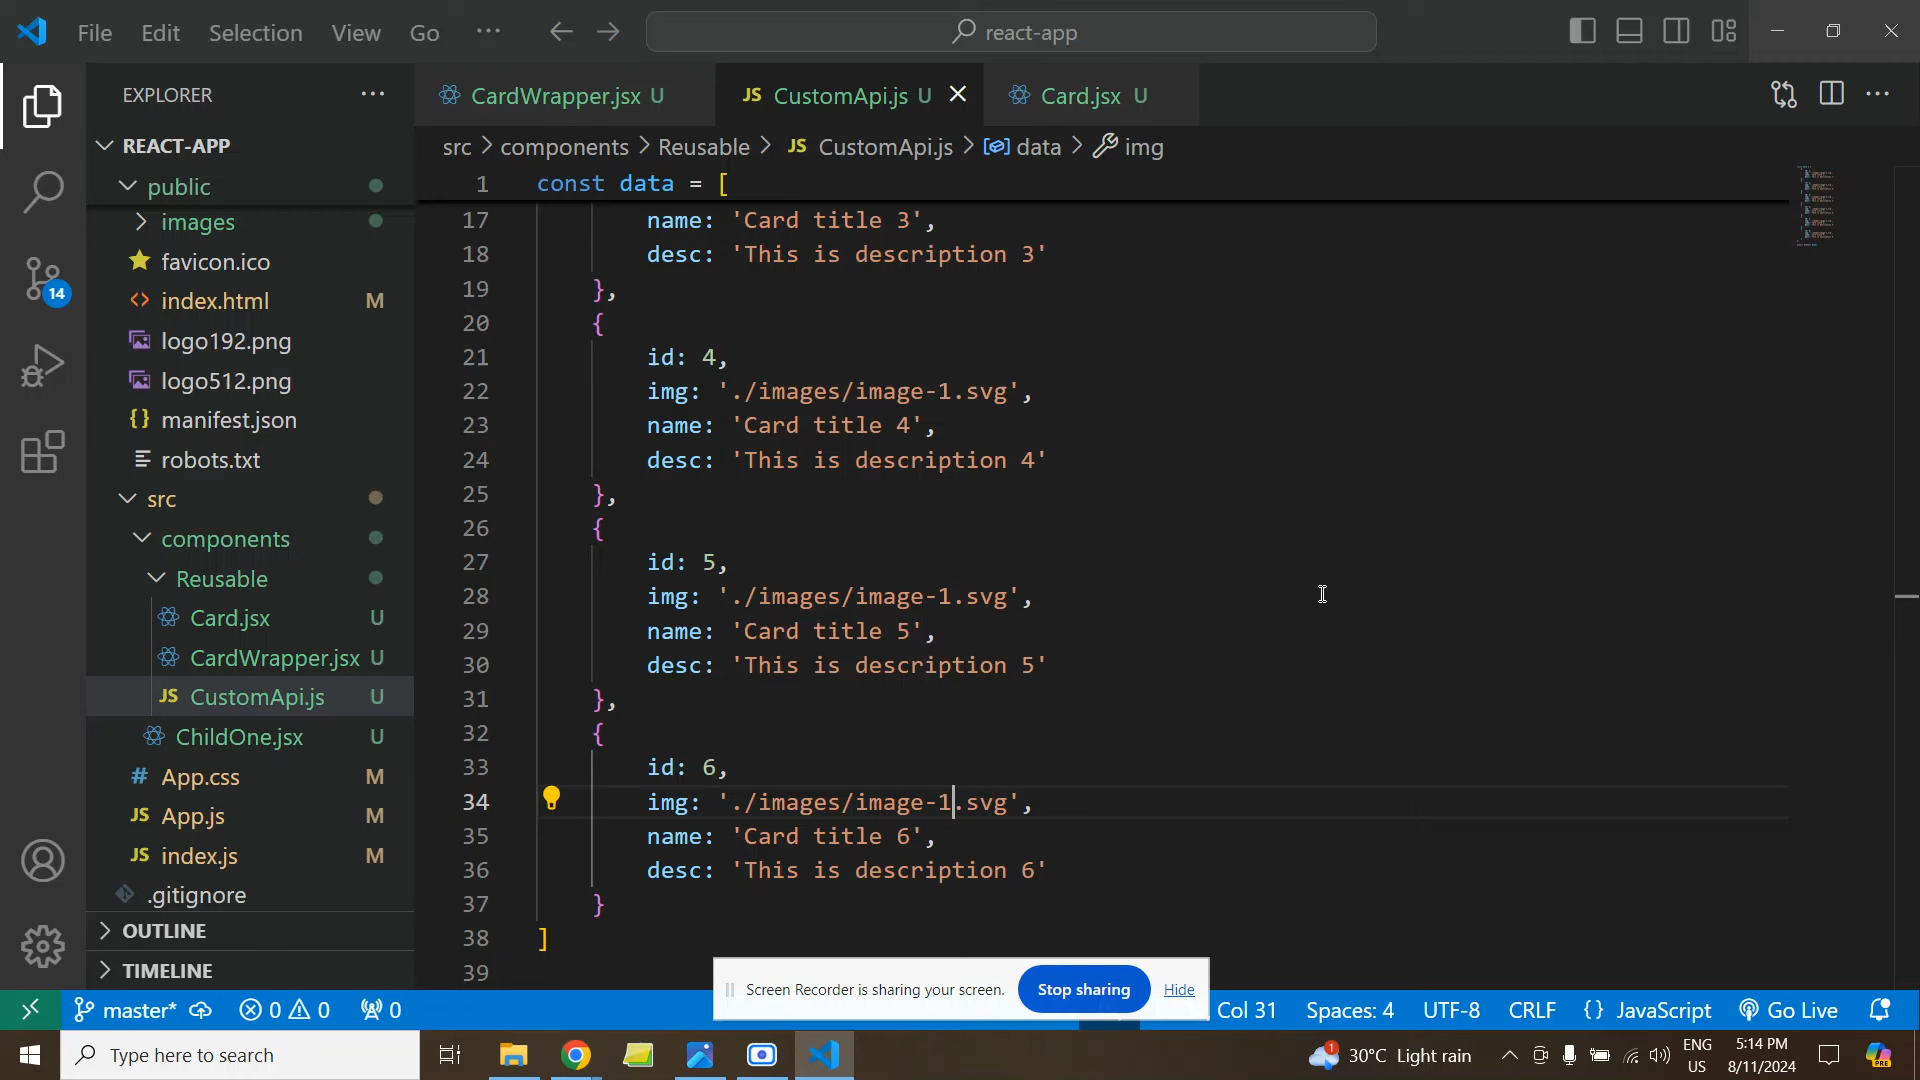 File Edit Selection View Go ··· react-app
EXPLORER ···
REACT-APP
public
images
favicon.ico
index.html M
logo192.png
logo512.png
manifest.json
robots.txt
src
components
Reusable
Card.jsx U
CardWrapper.jsx U
JS CustomApi.js U
ChildOne.jsx U
# App.css M
JS App.js M
JS index.js M
.gitignore
OUTLINE
TIMELINE
14
CardWrapper.jsx U JS CustomApi.js U Card.jsx U
src > components > Reusable > JS CustomApi.js > data > img
1 const data = [
17 name: 'Card title 3',
18 desc: 'This is description 3'
19 },
20 {
21 id: 4,
22 img: './images/image-1.svg',
23 name: 'Card title 4',
24 desc: 'This is description 4'
25 },
26 {
27 id: 5,
28 img: './images/image-1.svg',
29 name: 'Card title 5',
30 desc: 'This is description 5'
31 },
32 {
33 id: 6,
34 img: './images/image-1.svg',
35 name: 'Card title 6',
36 desc: 'This is description 6'
37 }
38 ]
39
Screen Recorder is sharing your screen. Stop sharing Hide
master* 0 0 0 Col 31 Spaces: 4 UTF-8 CRLF {} JavaScript Go Live
Type here to search 1 30°C Light rain ENG 5:14 PM
US 8/11/2024 PRE